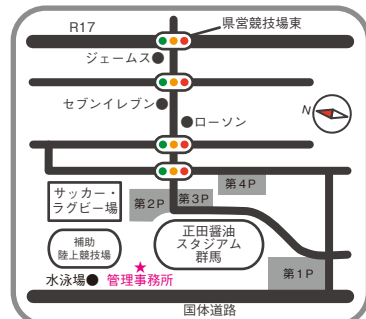 R17
県営競技場東
ジェームス
セブンイレブン
ローソン
N
第4P
サッカー・
ラグビー場
第2P
第3P
補助
陸上競技場
正田醤油
スタジアム
群馬
第1P
水泳場
管理事務所
国体道路